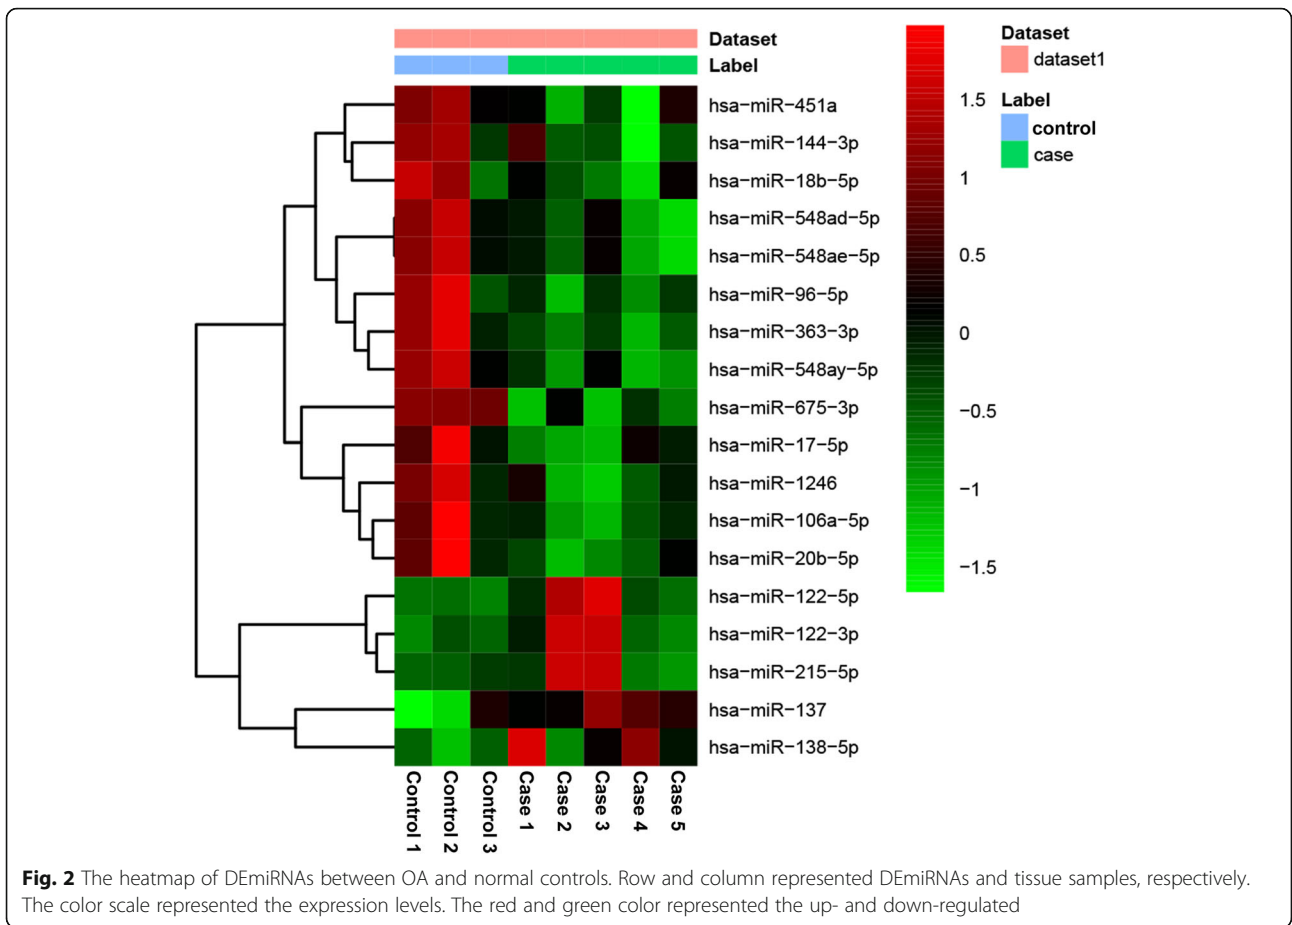 Dataset
Label
hsa−miR−451a
hsa−miR−144−3p
hsa−miR−18b−5p
hsa−miR−548ad−5p
hsa−miR−548ae−5p
hsa−miR−96−5p
hsa−miR−363−3p
hsa−miR−548ay−5p
hsa−miR−675−3p
hsa−miR−17−5p
hsa−miR−1246
hsa−miR−106a−5p
hsa−miR−20b−5p
hsa−miR−122−5p
hsa−miR−122−3p
hsa−miR−215−5p
hsa−miR−137
hsa−miR−138−5p
Control 1
Control 2
Control 3
Case 1
Case 2
Case 3
Case 4
Case 5
1.5
1
0.5
0
−0.5
−1
−1.5
Dataset
dataset1
Label
control
case
Fig. 2 The heatmap of DEmiRNAs between OA and normal controls. Row and column represented DEmiRNAs and tissue samples, respectively.
The color scale represented the expression levels. The red and green color represented the up- and down-regulated